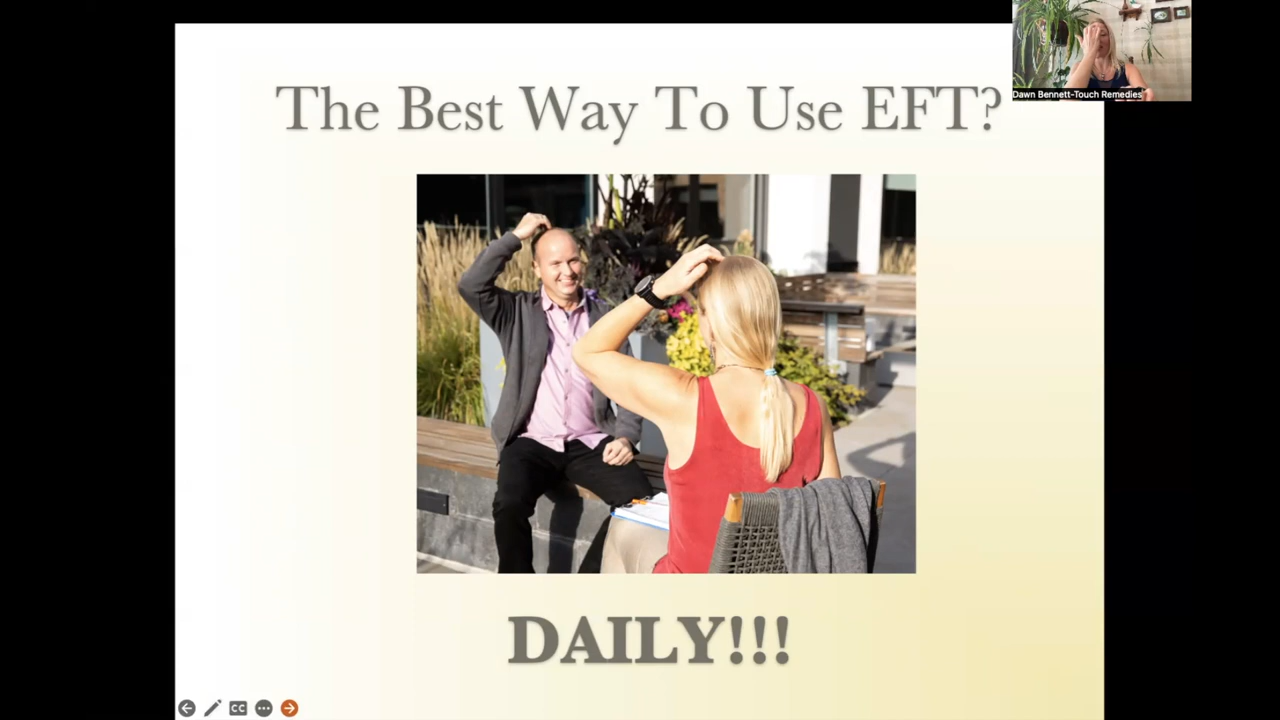 The Best Way To Use EFT?
Dawn Bennett-Touch Remedies
DAILY!!!
CC